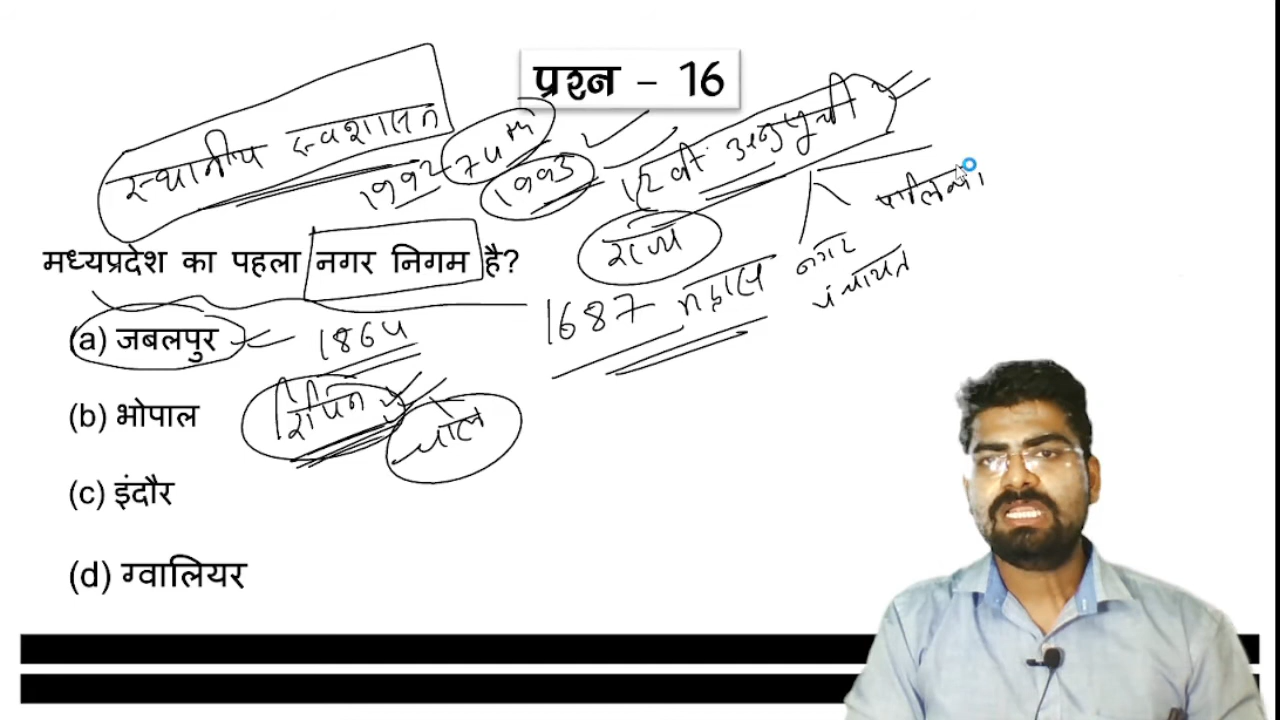 प्रश्न – 16
स्थानीय स्वशासन
1992 74
1993
12वी अनुसूची
राज्य
नगर पंचायत
मध्यप्रदेश का पहला नगर निगम है?
1687 मद्रास
(a) जबलपुर
1864
रिपन
चोल
(b) भोपाल
(c) इंदौर
(d) ग्वालियर